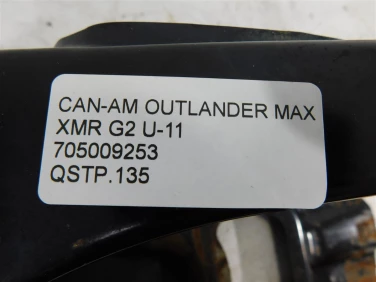 CAN-AM OUTLANDER MAX
XMR G2 U-11
705009253
QSTP.135